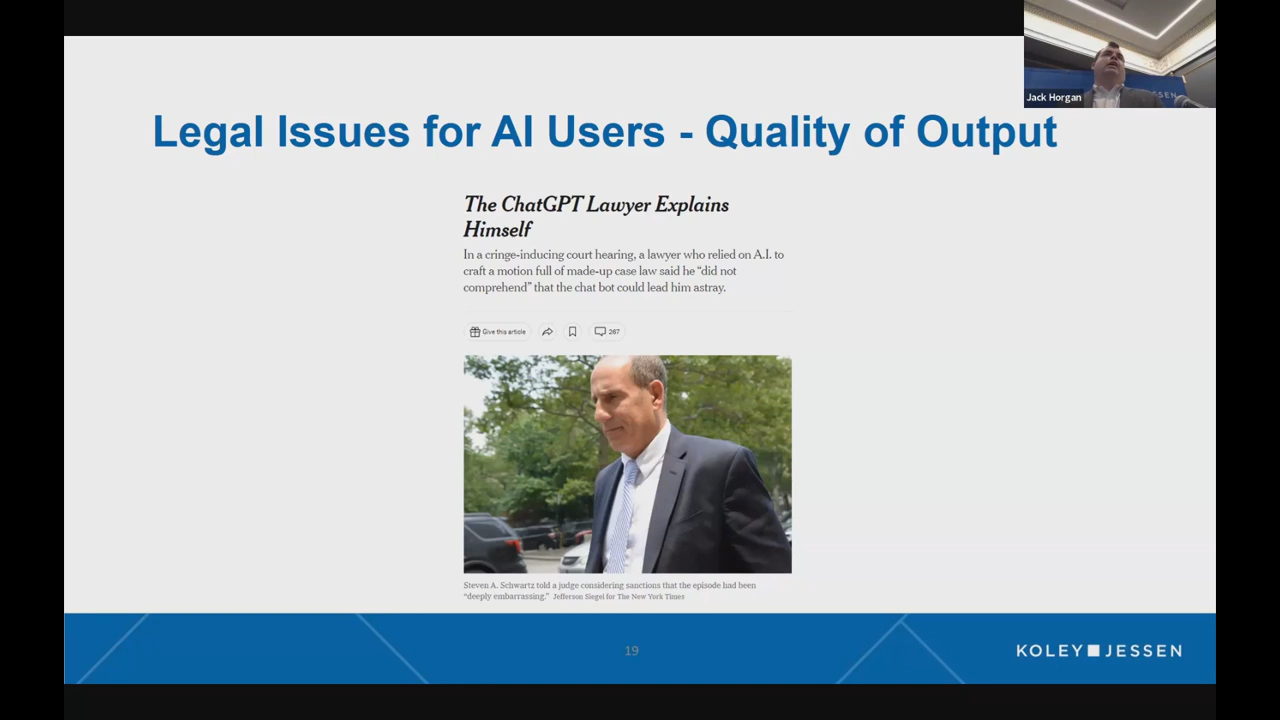 Jack Horgan
ESSEN
Legal Issues for AI Users - Quality of Output
The ChatGPT Lawyer Explains
Himself
In a cringe-inducing court hearing, a lawyer who relied on A.I. to
craft a motion full of made-up case law said he “did not
comprehend” that the chat bot could lead him astray.
Give this article 267
Steven A. Schwartz told a judge considering sanctions that the episode had been
“deeply embarrassing.” Jefferson Siegel for The New York Times
19
KOLEY JESSEN